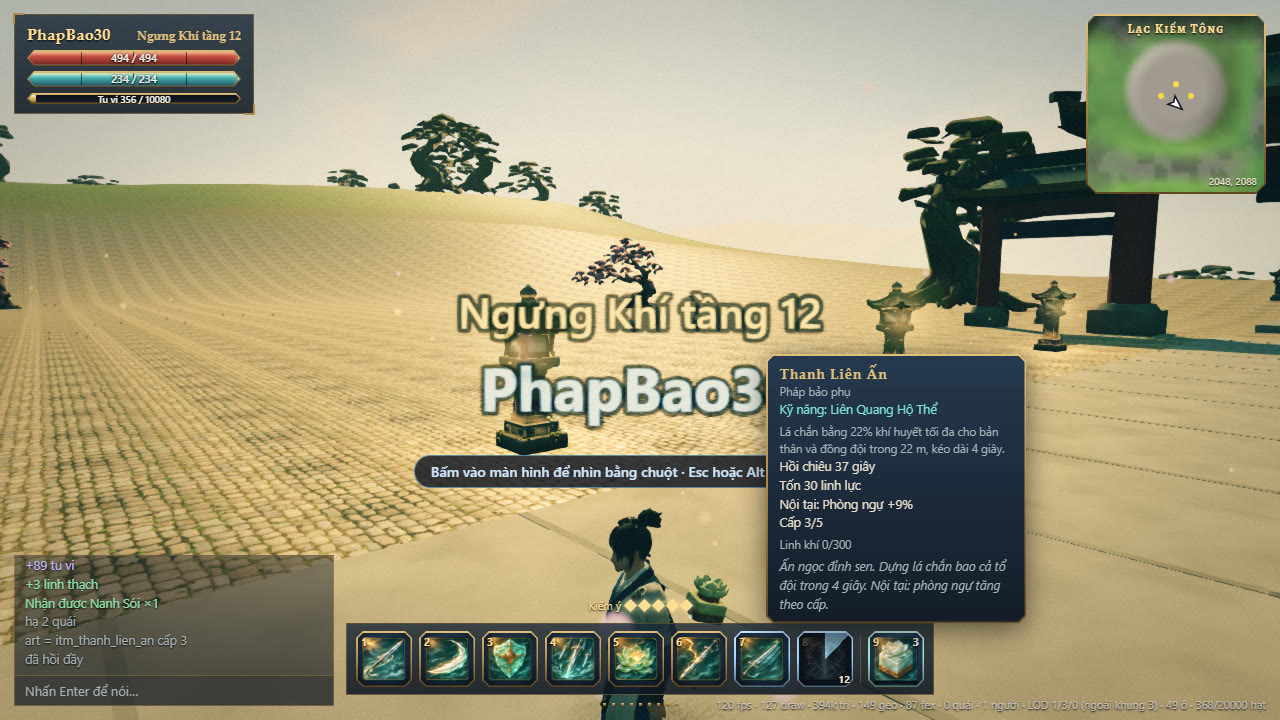 PhapBao30
Ngưng Khí tầng 12
494 / 494
234 / 234
Tu vi 356 / 10080
LẠC KIẾM TÔNG
2048, 2088
Ngưng Khí tầng 12
PhapBao3
Bấm vào màn hình để nhìn bằng chuột · Esc hoặc Alt
Thanh Liên Ấn
Pháp bảo phụ
Kỹ năng: Liên Quang Hộ Thể
Lá chắn bằng 22% khí huyết tối đa cho bản
thân và đồng đội trong 22 m, kéo dài 4 giây.
Hồi chiêu 37 giây
Tốn 30 linh lực
Nội tại: Phòng ngự +9%
Cấp 3/5
Linh khí 0/300
Ấn ngọc đỉnh sen. Dựng lá chắn bao cả tổ
đội trong 4 giây. Nội tại: phòng ngự tăng
theo cấp.
+89 tu vi
+3 linh thạch
Nhận được Nanh Sói ×1
hạ 2 quái
art = itm_thanh_lien_an cấp 3
đã hồi đầy
Nhấn Enter để nói...
Kiếm ý
1 2 3 4 5 6 7 8 12 9 3
120 fps · 127 draw · 394k tri · 149 geo · 87 tex · 0 quái · 1 người · LOD 1/3/0 (ngoài khung 3) · 49 ô · 368/20000 hạt